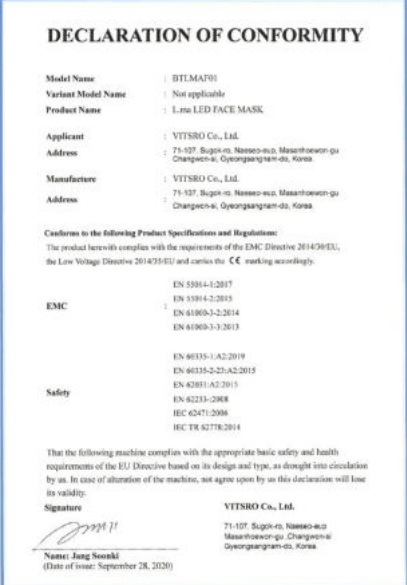 DECLARATION OF CONFORMITY
Model Name : BTLMAF01
Variant Model Name : Not applicable
Product Name : L.ma LED FACE MASK
Applicant : VITSRO Co., Ltd.
Address : 71-107, Sugok-ro, Naeseo-eup, Masanhoewon-gu
Changwon-si, Gyeongsangnam-do, Korea
Manufacture : VITSRO Co., Ltd.
Address : 71-107, Sugok-ro, Naeseo-eup, Masanhoewon-gu
Changwon-si, Gyeongsangnam-do, Korea
Conforms to the following Product Specifications and Regulations:
The product herewith complies with the requirements of the EMC Directive 2014/30/EU,
the Low Voltage Directive 2014/35/EU and carries the CE marking accordingly.
EN 55014-1:2017
EN 55014-2:2015
EMC :
EN 61000-3-2:2014
EN 61000-3-3:2013
EN 60335-1:A2:2019
EN 60335-2-23:A2:2015
EN 62031:A2:2015
Safety :
EN 62233-:2008
IEC 62471:2006
IEC TR 62778:2014
That the following machine complies with the appropriate basic safety and health
requirements of the EU Directive based on its design and type, as drought into circulation
by us. In case of alteration of the machine, not agree upon by us this declaration will lose
its validity.
Signature
VITSRO Co., Ltd.
71-107, Sugok-ro, Naeseo-eup
Masanhoewon-gu ,Changwon-si
Gyeongsangnam-do, Korea
Name: Jang Soonki
(Date of issue: September 28, 2020)